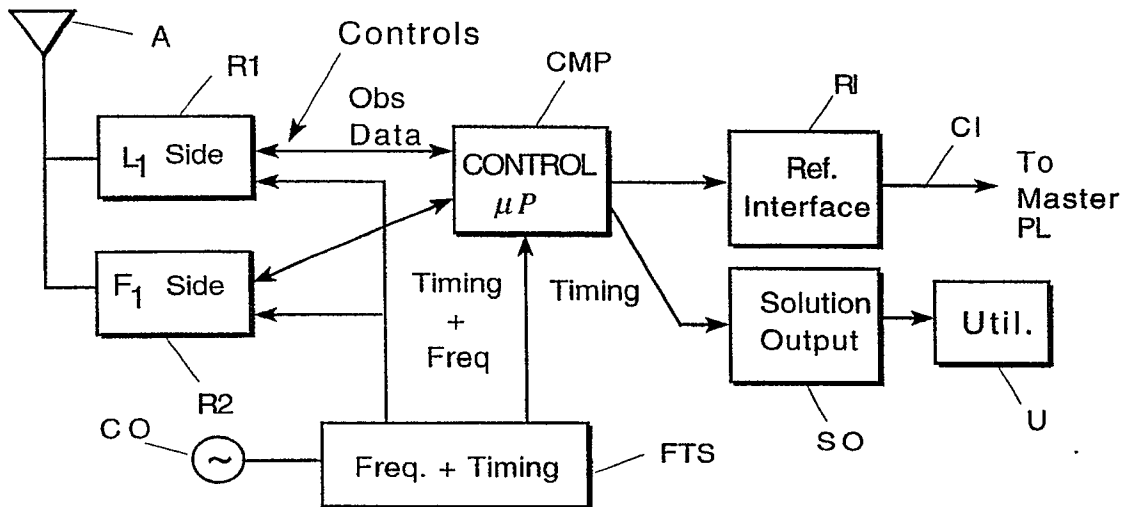 A
Controls
R1
CMP
RI
CI
Obs
Data
L1 Side
CONTROL
μP
Ref.
Interface
To
Master
PL
F1 Side
Timing
+
Freq
Timing
Solution
Output
Util.
R2
CO
~
Freq. + Timing
FTS
SO
U